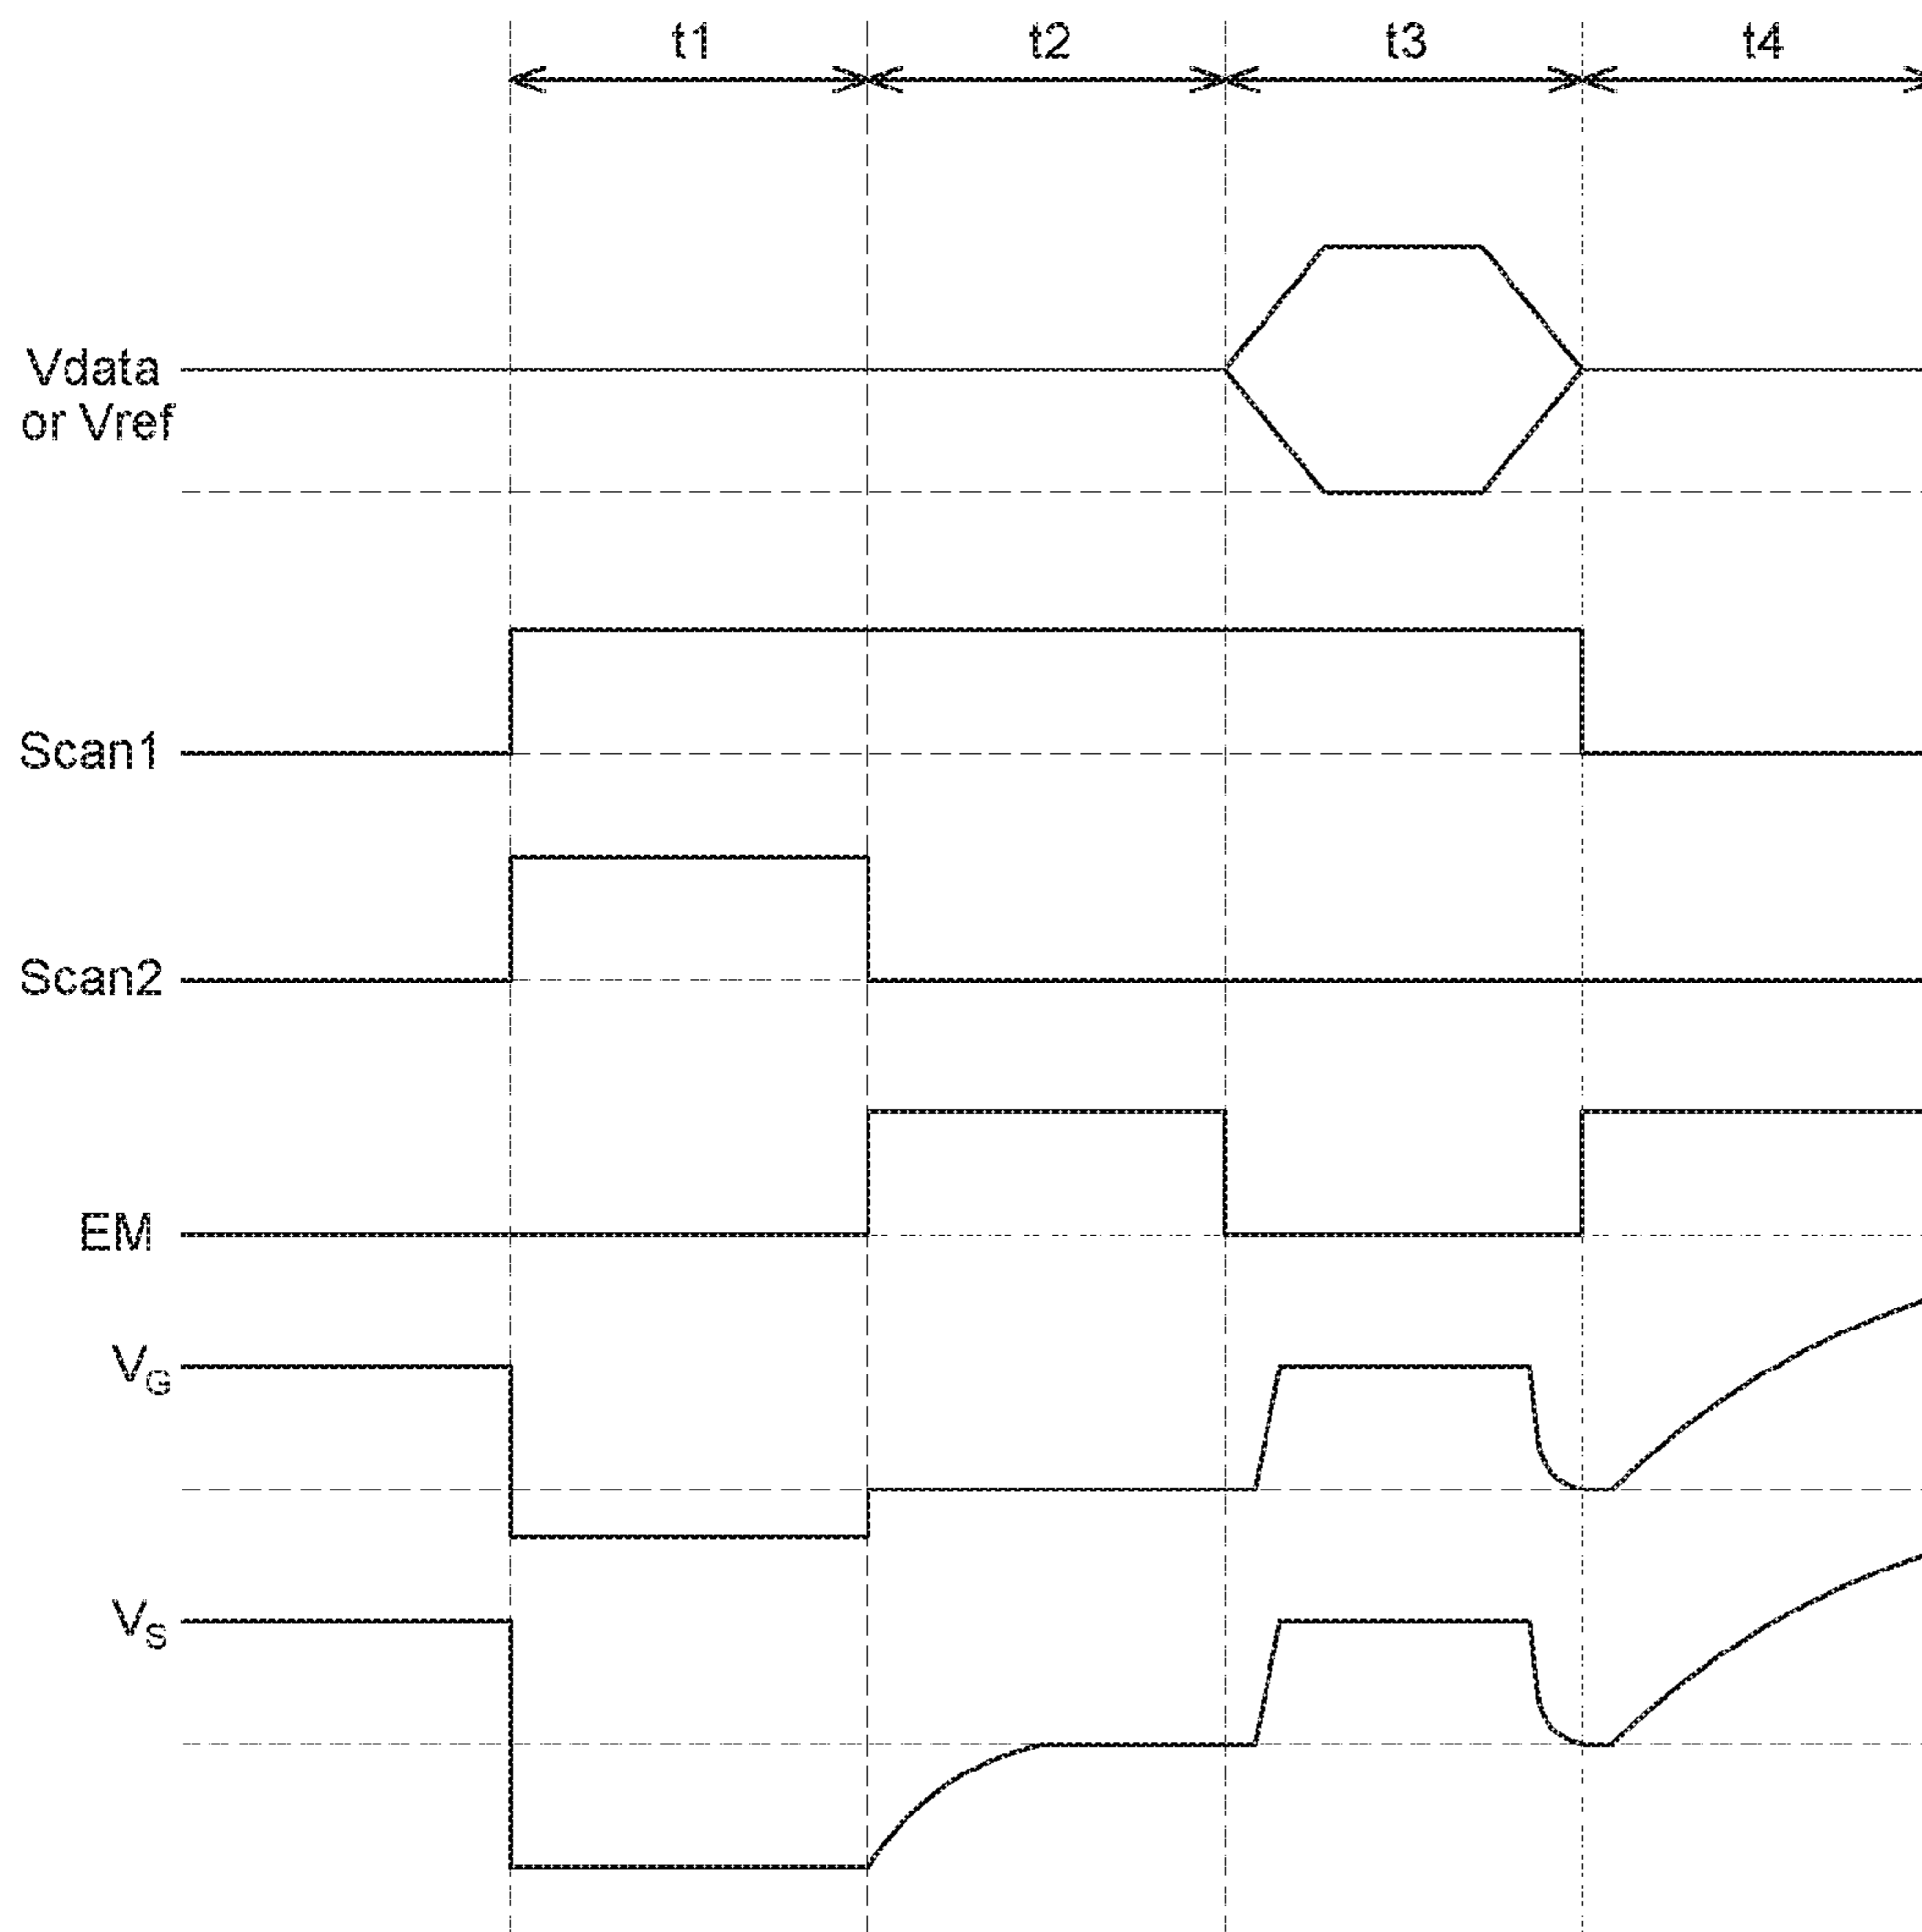 t1 t2 t3 t4
Vdata
or Vref
Scan1
Scan2
EM
VG
VS